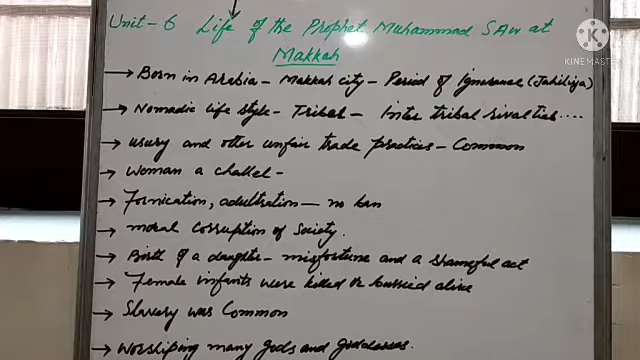 Unit-6 Life of the Prophet Muhammad SAW at
Makkah
→ Born in Arabia - Makkah city - Period of Ignorance (Jahiliya)
→ Nomadic life style - Tribes - Inter tribal rivalties....
→ usury and other unfair trade practices - Common
→ Woman a chattel -
→ Fornication, adultration - no ban
→ Moral Corruption of Society.
→ Birth of a daughter - misfortune and a shameful act
→ Female infants were killed or burried alive
→ Slavery was Common
→ Worshiping many gods and goddesses.
KINEMASTER